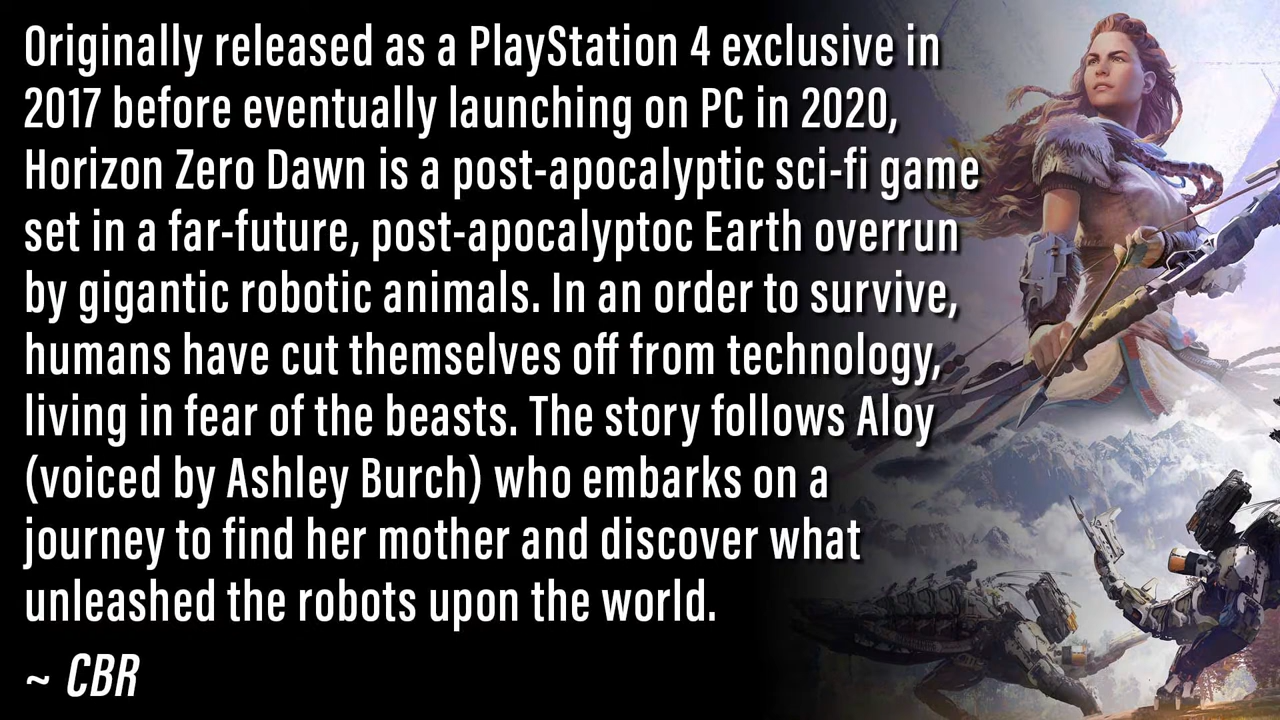 Originally released as a PlayStation 4 exclusive in
2017 before eventually launching on PC in 2020,
Horizon Zero Dawn is a post-apocalyptic sci-fi game
set in a far-future, post-apocalyptoc Earth overrun
by gigantic robotic animals. In an order to survive,
humans have cut themselves off from technology,
living in fear of the beasts. The story follows Aloy
(voiced by Ashley Burch) who embarks on a
journey to find her mother and discover what
unleashed the robots upon the world.
~ CBR